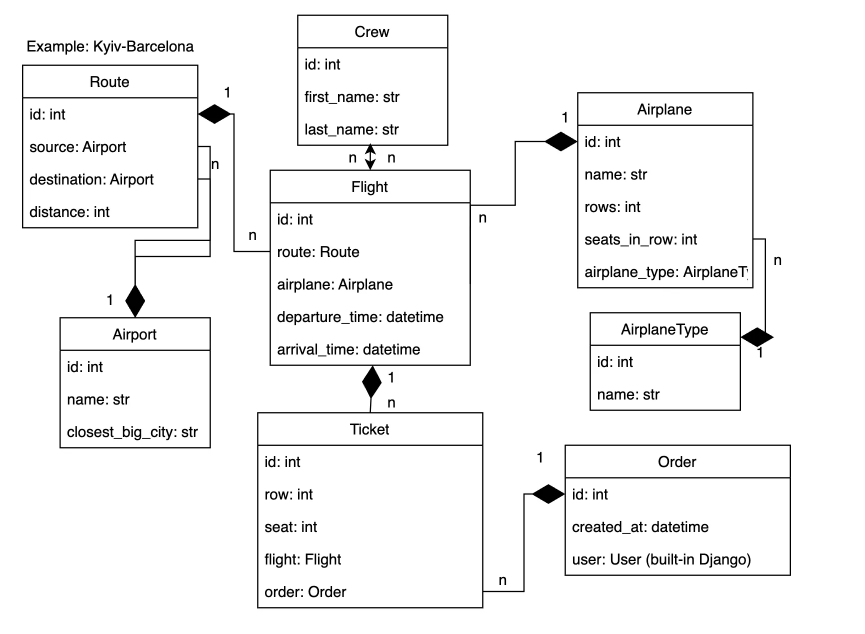 Example: Kyiv-Barcelona
Route
id: int
source: Airport
destination: Airport
distance: int
1
n
n
Crew
id: int
first_name: str
last_name: str
n n
Flight
id: int
route: Route
airplane: Airplane
departure_time: datetime
arrival_time: datetime
1
n
Airplane
id: int
name: str
rows: int
seats_in_row: int
airplane_type: AirplaneT
1
n
n
AirplaneType
id: int
name: str
1
1
Airport
id: int
name: str
closest_big_city: str
Ticket
id: int
row: int
seat: int
flight: Flight
order: Order
n
1
Order
id: int
created_at: datetime
user: User (built-in Django)